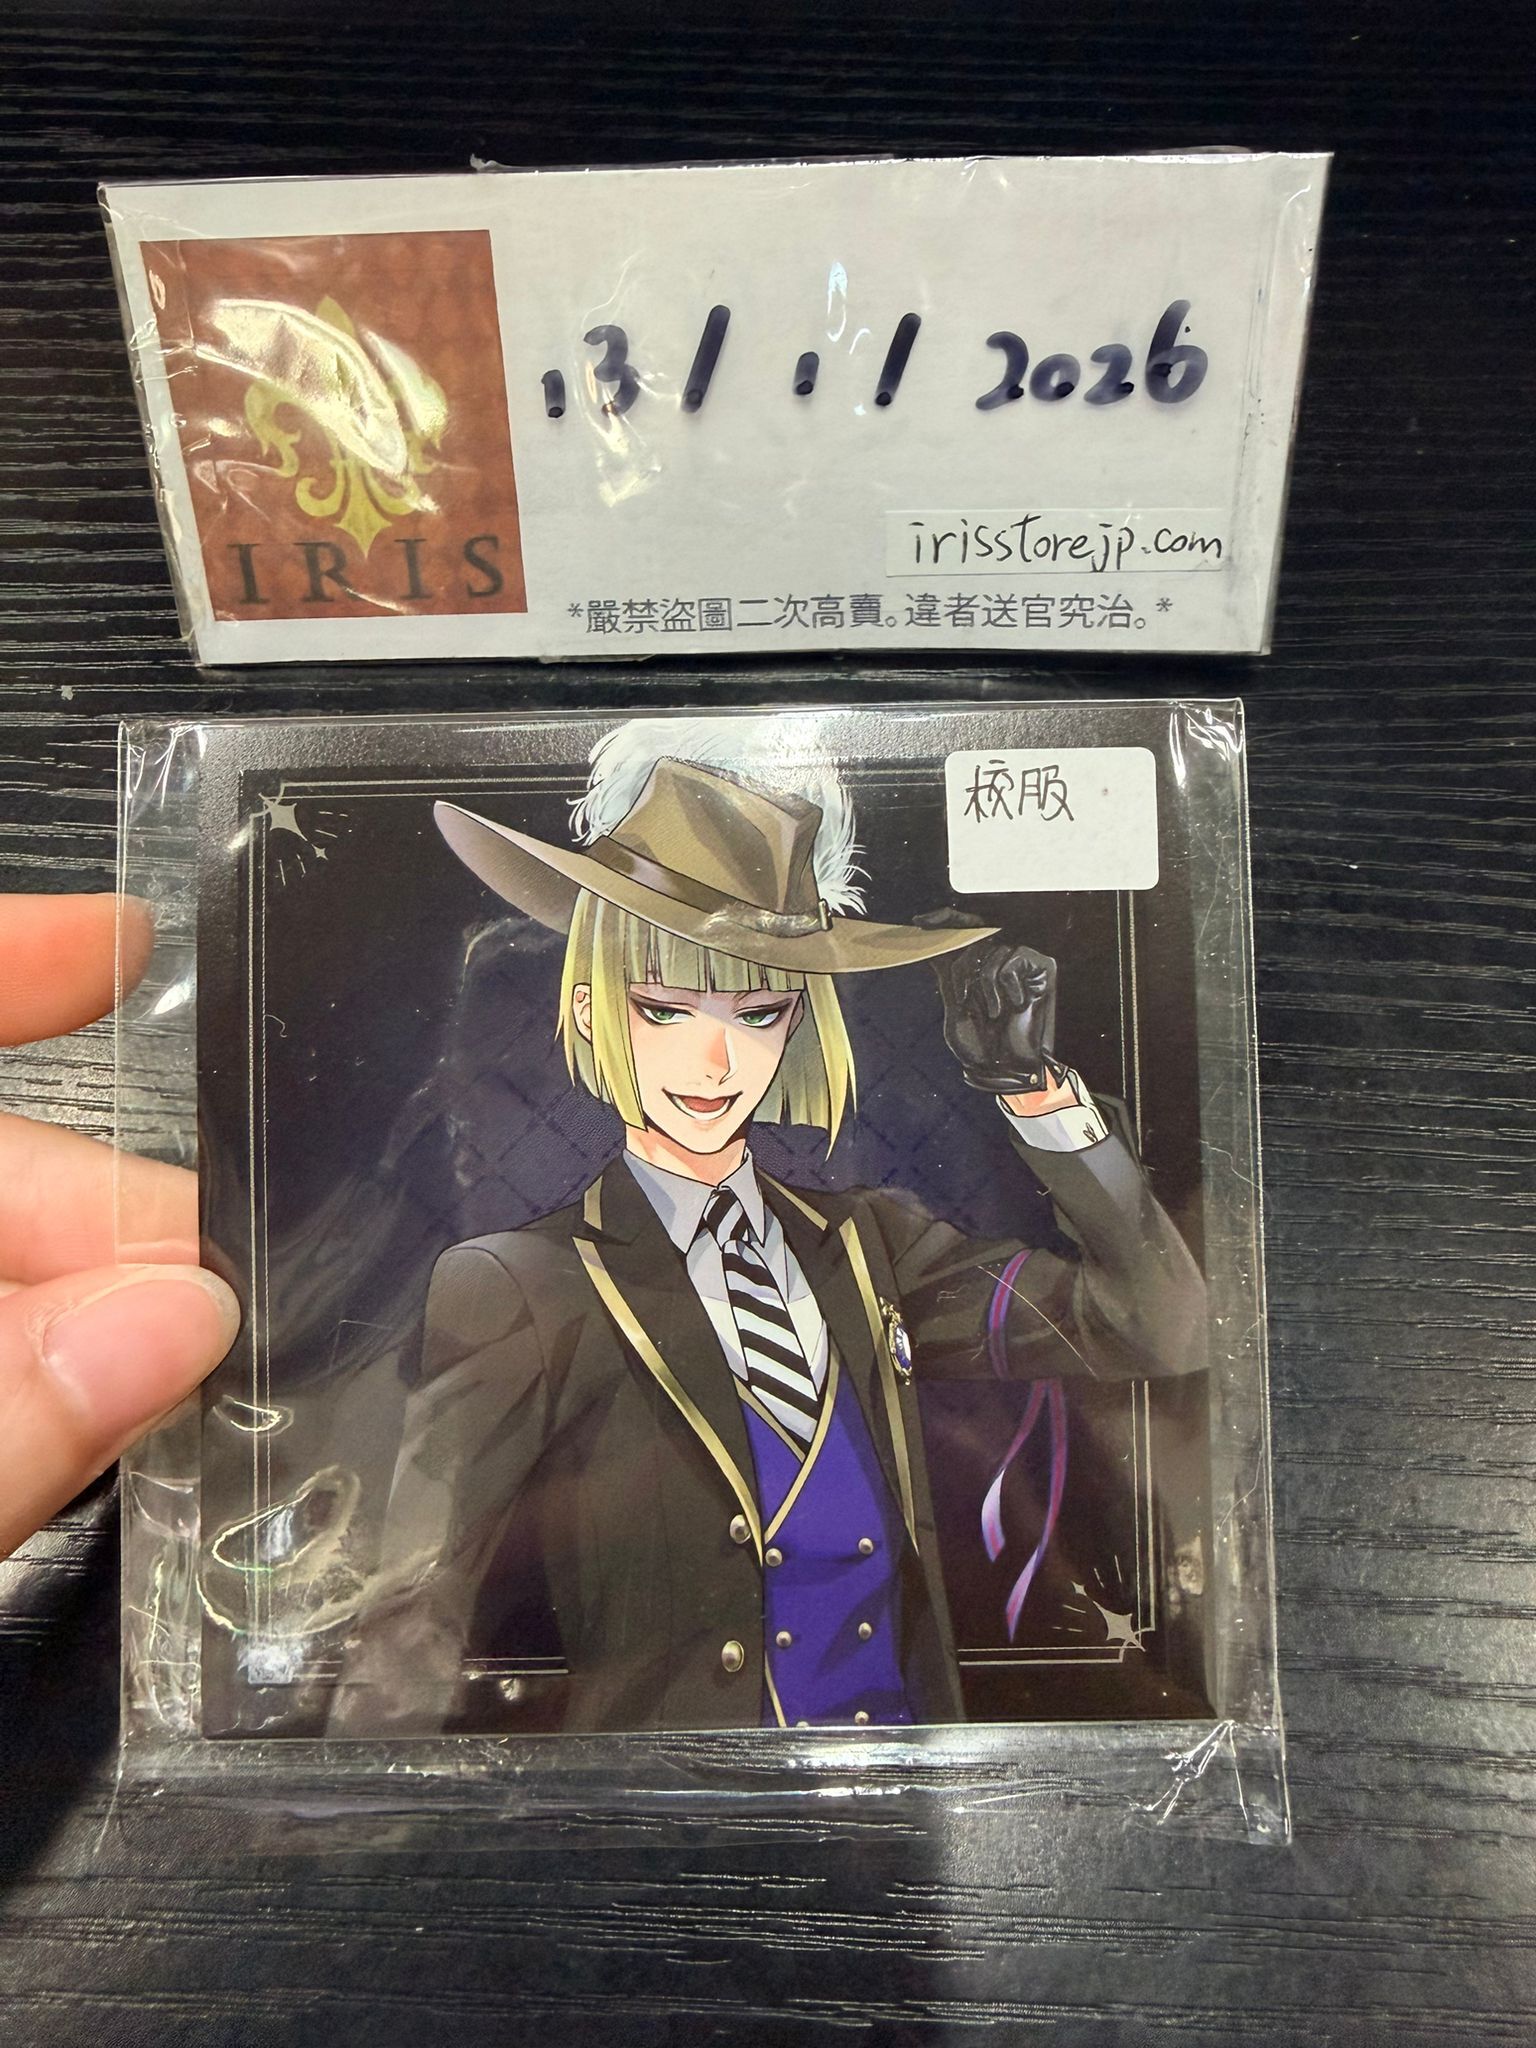 13/1/2026
IRIS
irisstorejp.com
*嚴禁盜圖二次高賣。違者送官究治。*
校服